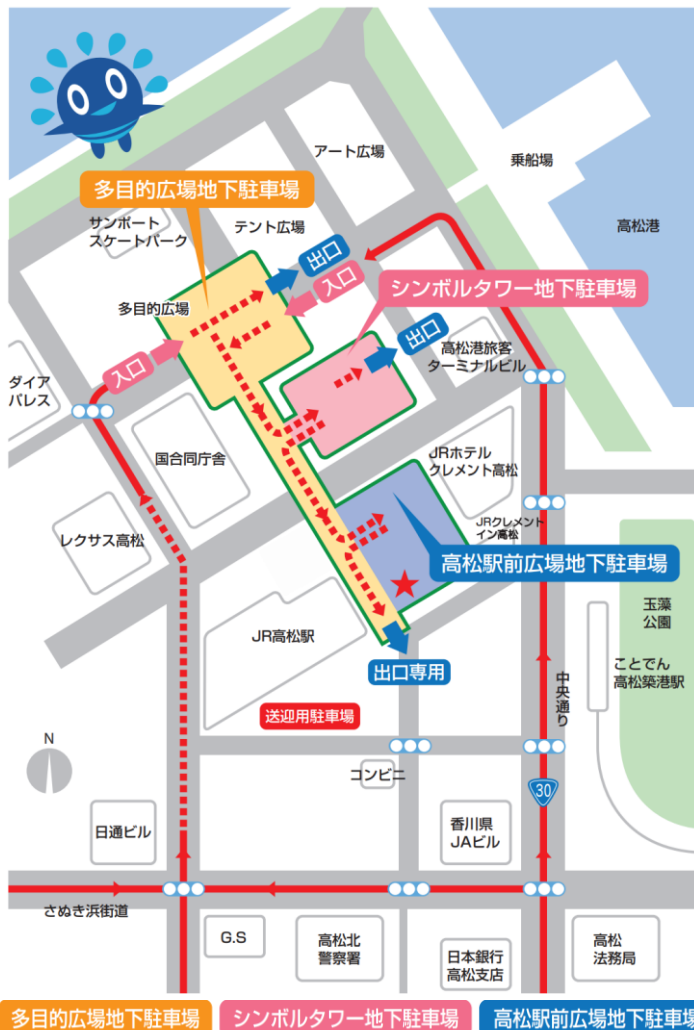 アート広場
乗船場
多目的広場地下駐車場
サンポート
スケートパーク
テント広場
高松港
出口
入口
シンボルタワー地下駐車場
多目的広場
出口
高松港旅客
ターミナルビル
入口
ダイア
パレス
国合同庁舎
JRホテル
クレメント高松
レクサス高松
JRクレメント
イン高松
高松駅前広場地下駐車場
玉藻
公園
JR高松駅
出口専用
ことでん
高松築港駅
中央通り
送迎用駐車場
N
コンビニ
30
日通ビル
香川県
JAビル
さぬき浜街道
G.S
高松北
警察署
日本銀行
高松支店
高松
法務局
多目的広場地下駐車場
シンボルタワー地下駐車場
高松駅前広場地下駐車場